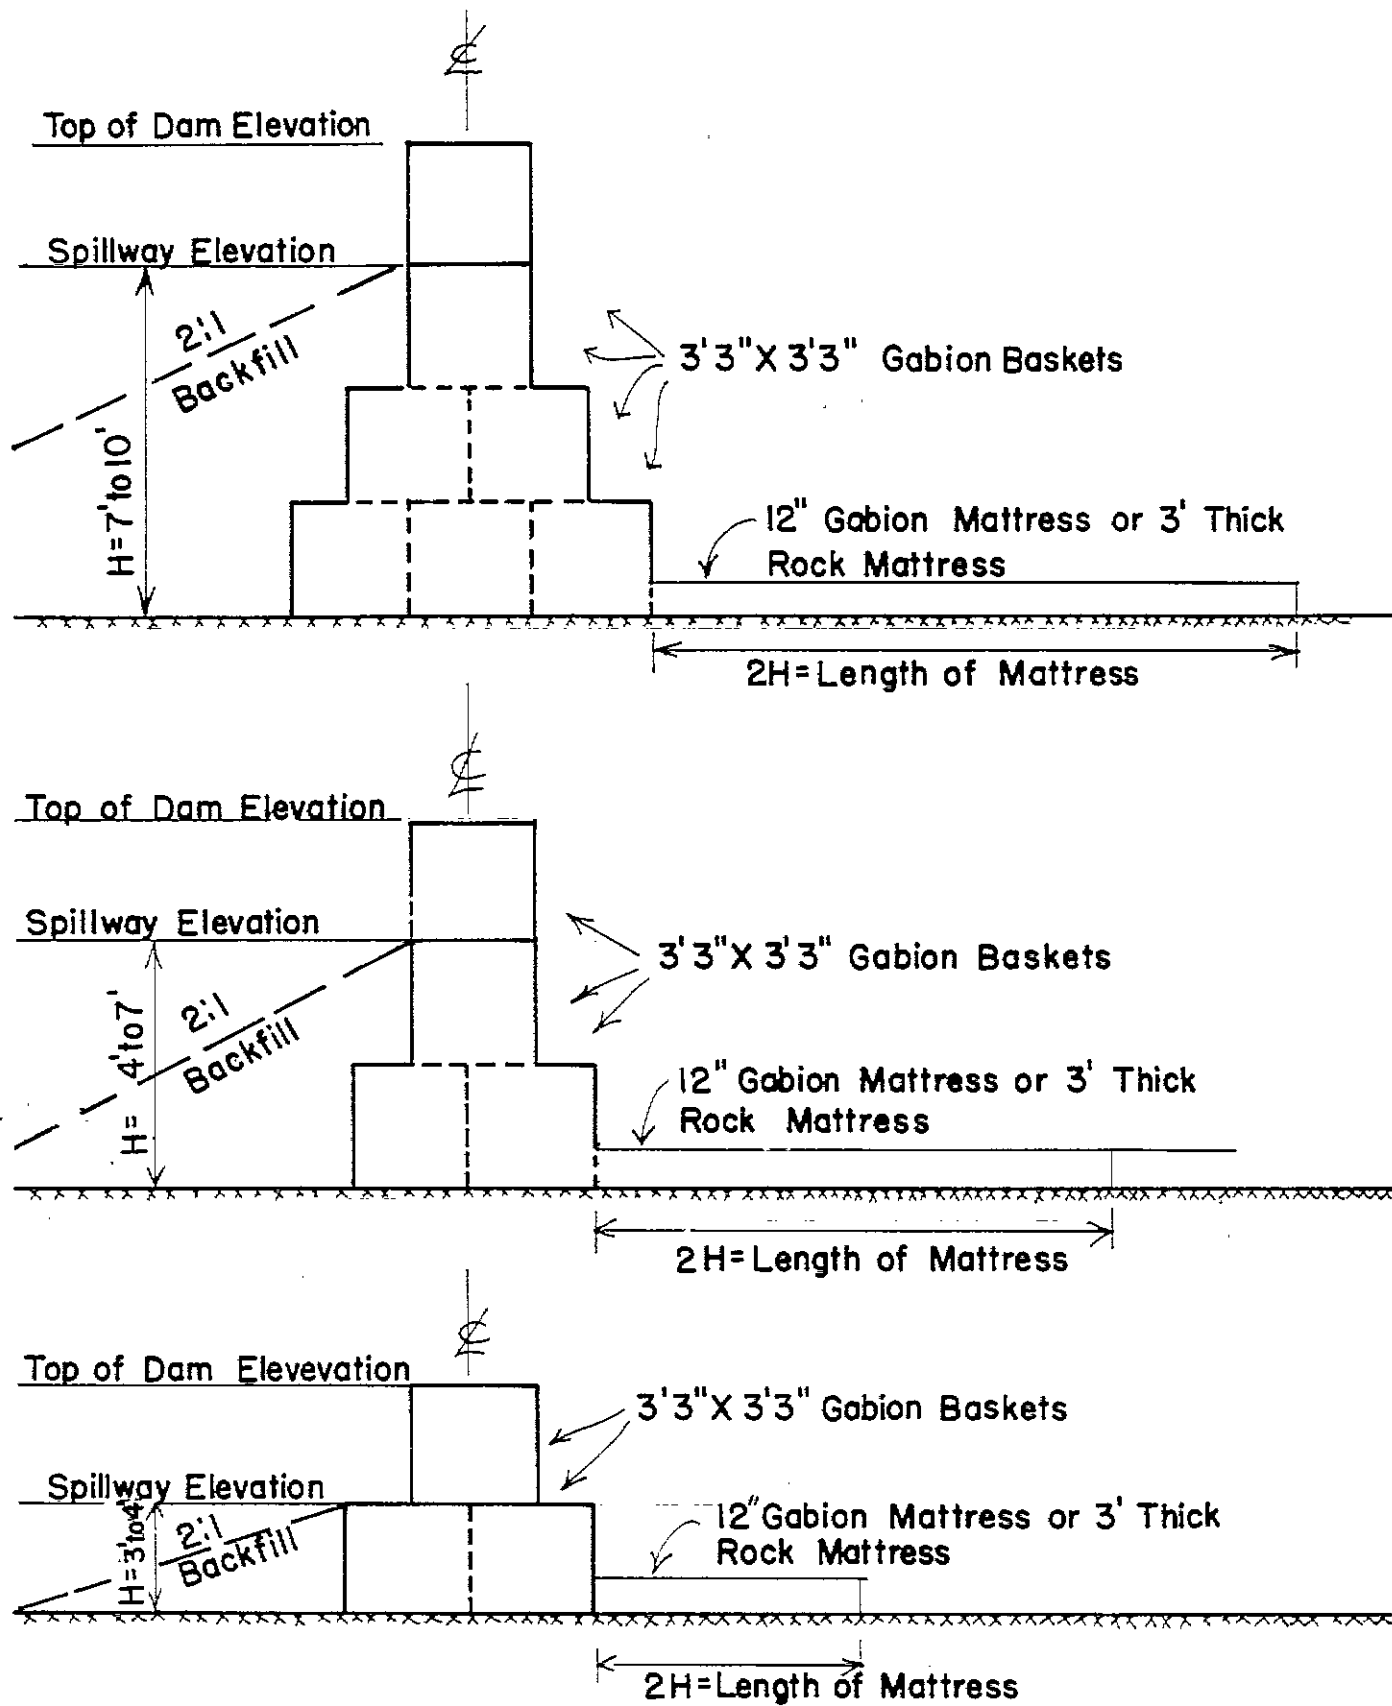 ℄
Top of Dam Elevation
Spillway Elevation
2:1
Backfill
H=7' to 10'
3'3" X 3'3" Gabion Baskets
12" Gabion Mattress or 3' Thick
Rock Mattress
2H=Length of Mattress
℄
Top of Dam Elevation
Spillway Elevation
2:1
Backfill
H= 4' to 7'
3'3" X 3'3" Gabion Baskets
12" Gabion Mattress or 3' Thick
Rock Mattress
2H=Length of Mattress
℄
Top of Dam Elevevation
3'3" X 3'3" Gabion Baskets
Spillway Elevation
2:1
Backfill
H=3' to 4'
12" Gabion Mattress or 3' Thick
Rock Mattress
2H=Length of Mattress